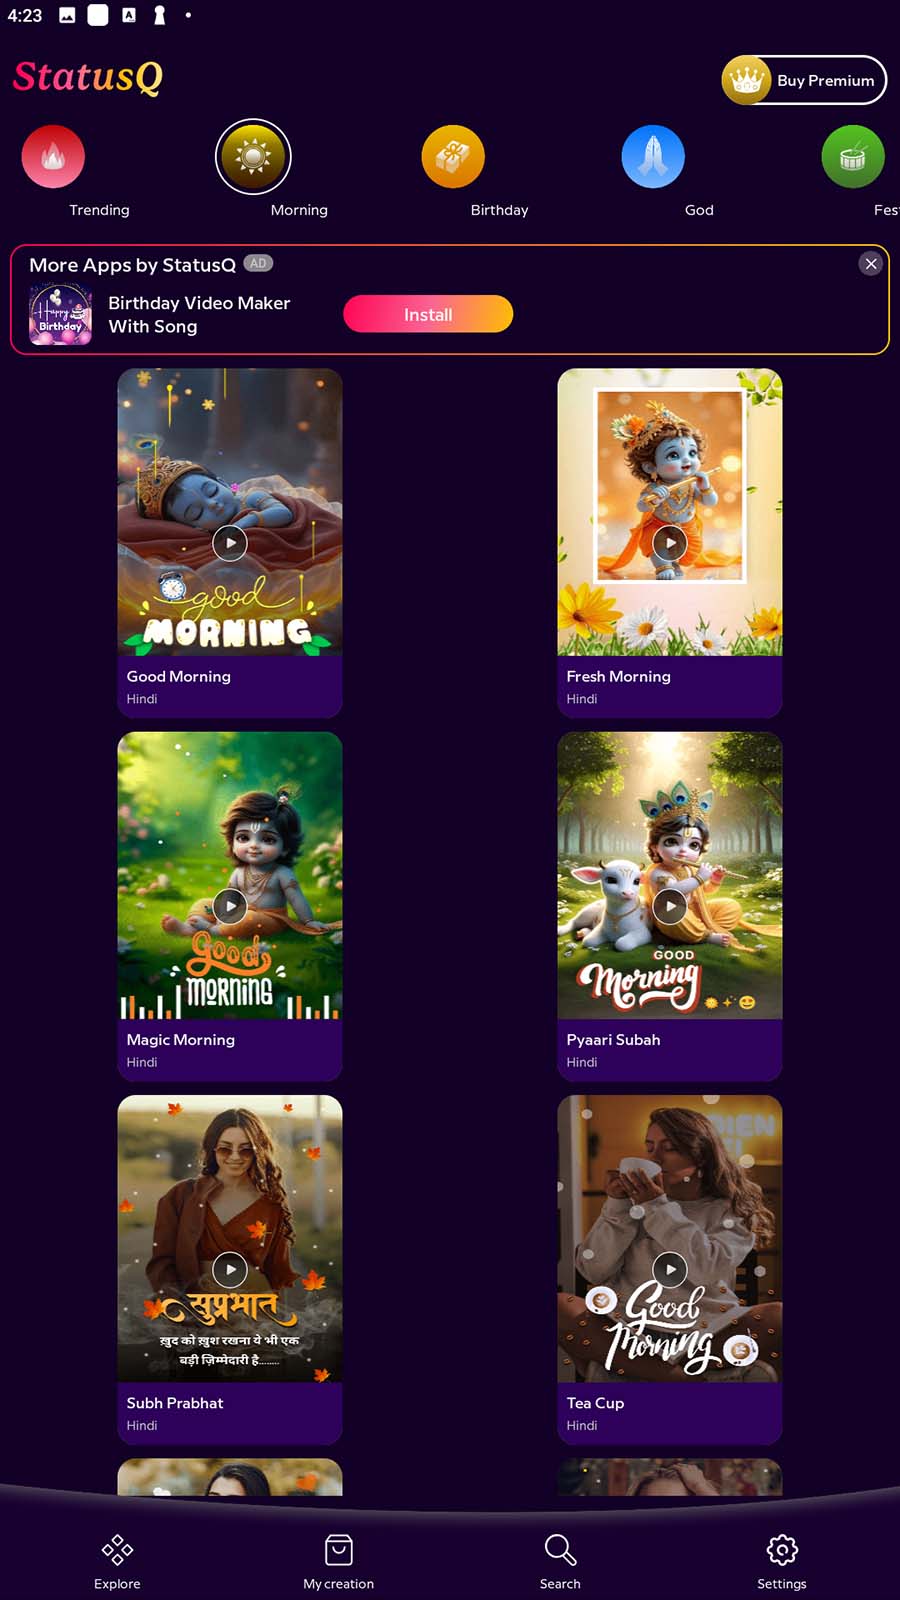 4:23
StatusQ
Buy Premium
Trending
Morning
Birthday
God
Fes
More Apps by StatusQ
AD
Happy
Birthday
Birthday Video Maker
With Song
Install
good
MORNING
Good Morning
Hindi
Fresh Morning
Hindi
Good
MORNING
Magic Morning
Hindi
GOOD
Morning
Pyaari Subah
Hindi
सुप्रभात
ख़ुद को ख़ुश रखना ये भी एक
बड़ी ज़िम्मेदारी है........
Subh Prabhat
Hindi
Good
Morning
Tea Cup
Hindi
Explore
My creation
Search
Settings